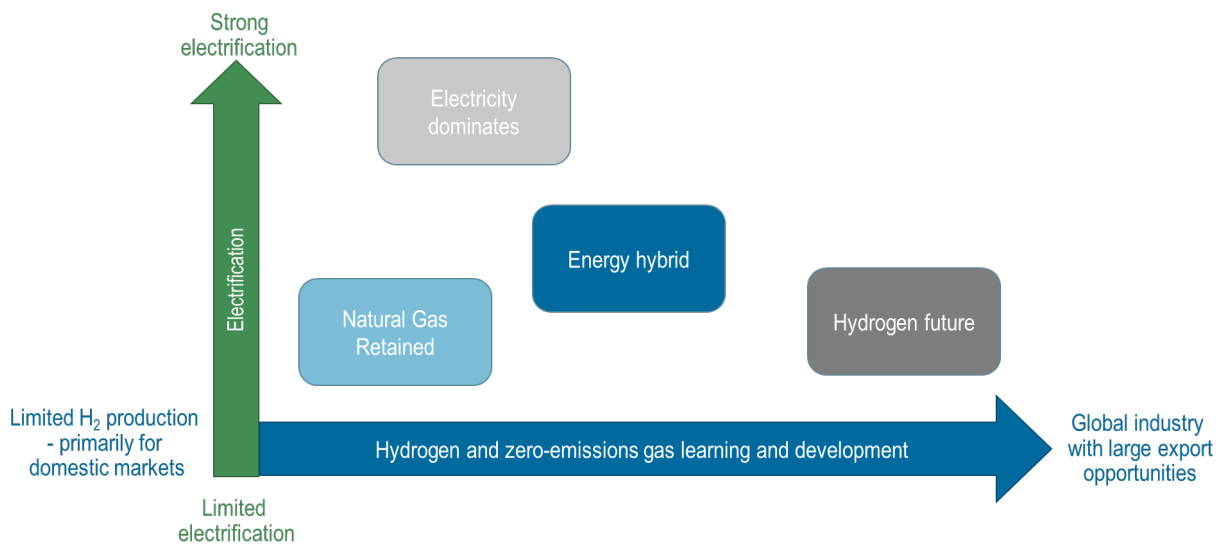 Strong
electrification
Electricity
dominates
Electrification
Energy hybrid
Natural Gas
Retained
Hydrogen future
Limited H₂ production
- primarily for
domestic markets
Hydrogen and zero-emissions gas learning and development
Global industry
with large export
opportunities
Limited
electrification